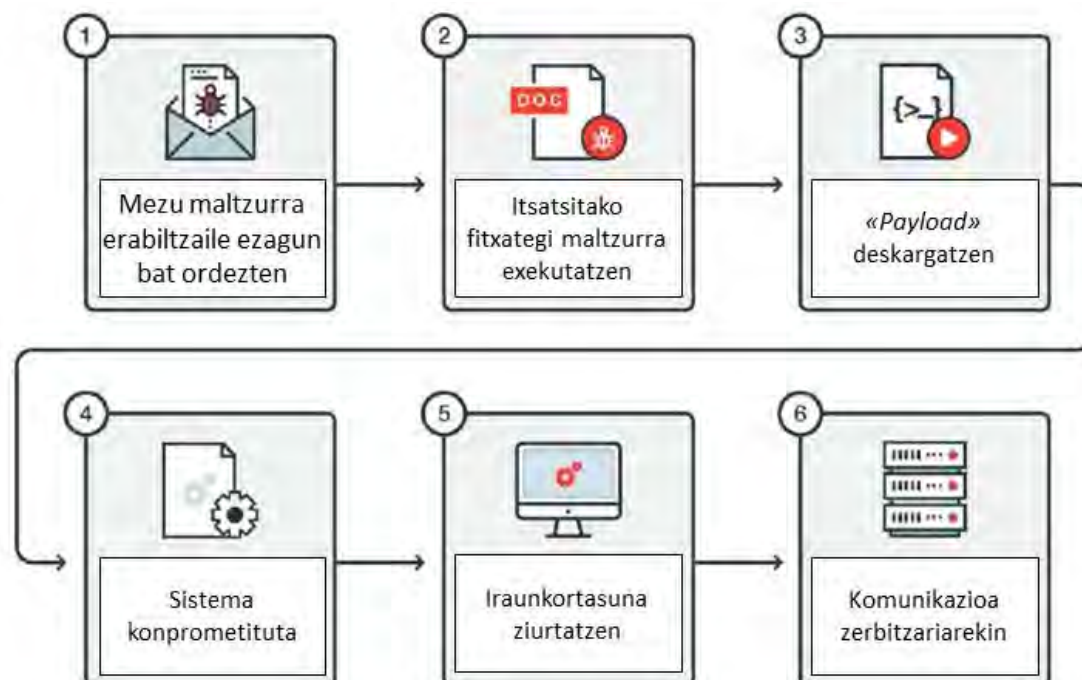 1
Mezu maltzurra
erabiltzaile ezagun
bat ordezten
2
DOC
Itsatsitako
fitxategi maltzurra
exekutatzen
3
{>_}
«Payload»
deskargatzen
4
Sistema
konprometituta
5
Iraunkortasuna
ziurtatzen
6
Komunikazioa
zerbitzariarekin